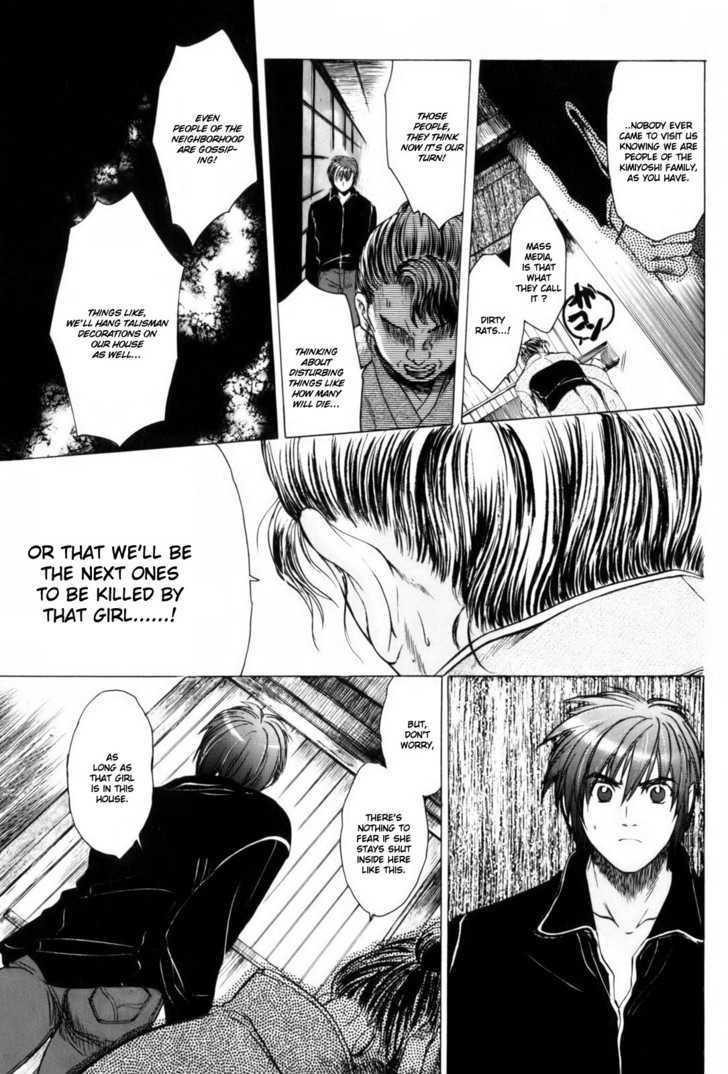 ..NOBODY EVER
CAME TO VISIT US
KNOWING WE ARE
PEOPLE OF THE
KIMIYOSHI FAMILY,
AS YOU HAVE.
MASS
MEDIA,
IS THAT
WHAT
THEY CALL
IT ?
DIRTY
RATS...!
ガコン
THOSE
PEOPLE,
THEY THINK
NOW IT'S OUR
TURN!
THINKING
ABOUT
DISTURBING
THINGS LIKE
HOW MANY
WILL DIE...
EVEN
PEOPLE OF THE
NEIGHBORHOOD
ARE GOSSIP-
ING!
THINGS LIKE,
WE'LL HANG TALISMAN
DECORATIONS ON
OUR HOUSE
AS WELL...
OR THAT WE'LL BE
THE NEXT ONES
TO BE KILLED BY
THAT GIRL......!
BUT,
DON'T
WORRY,
THERE'S
NOTHING TO
FEAR IF SHE
STAYS SHUT
INSIDE HERE
LIKE THIS.
AS
LONG AS
THAT GIRL
IS IN THIS
HOUSE.